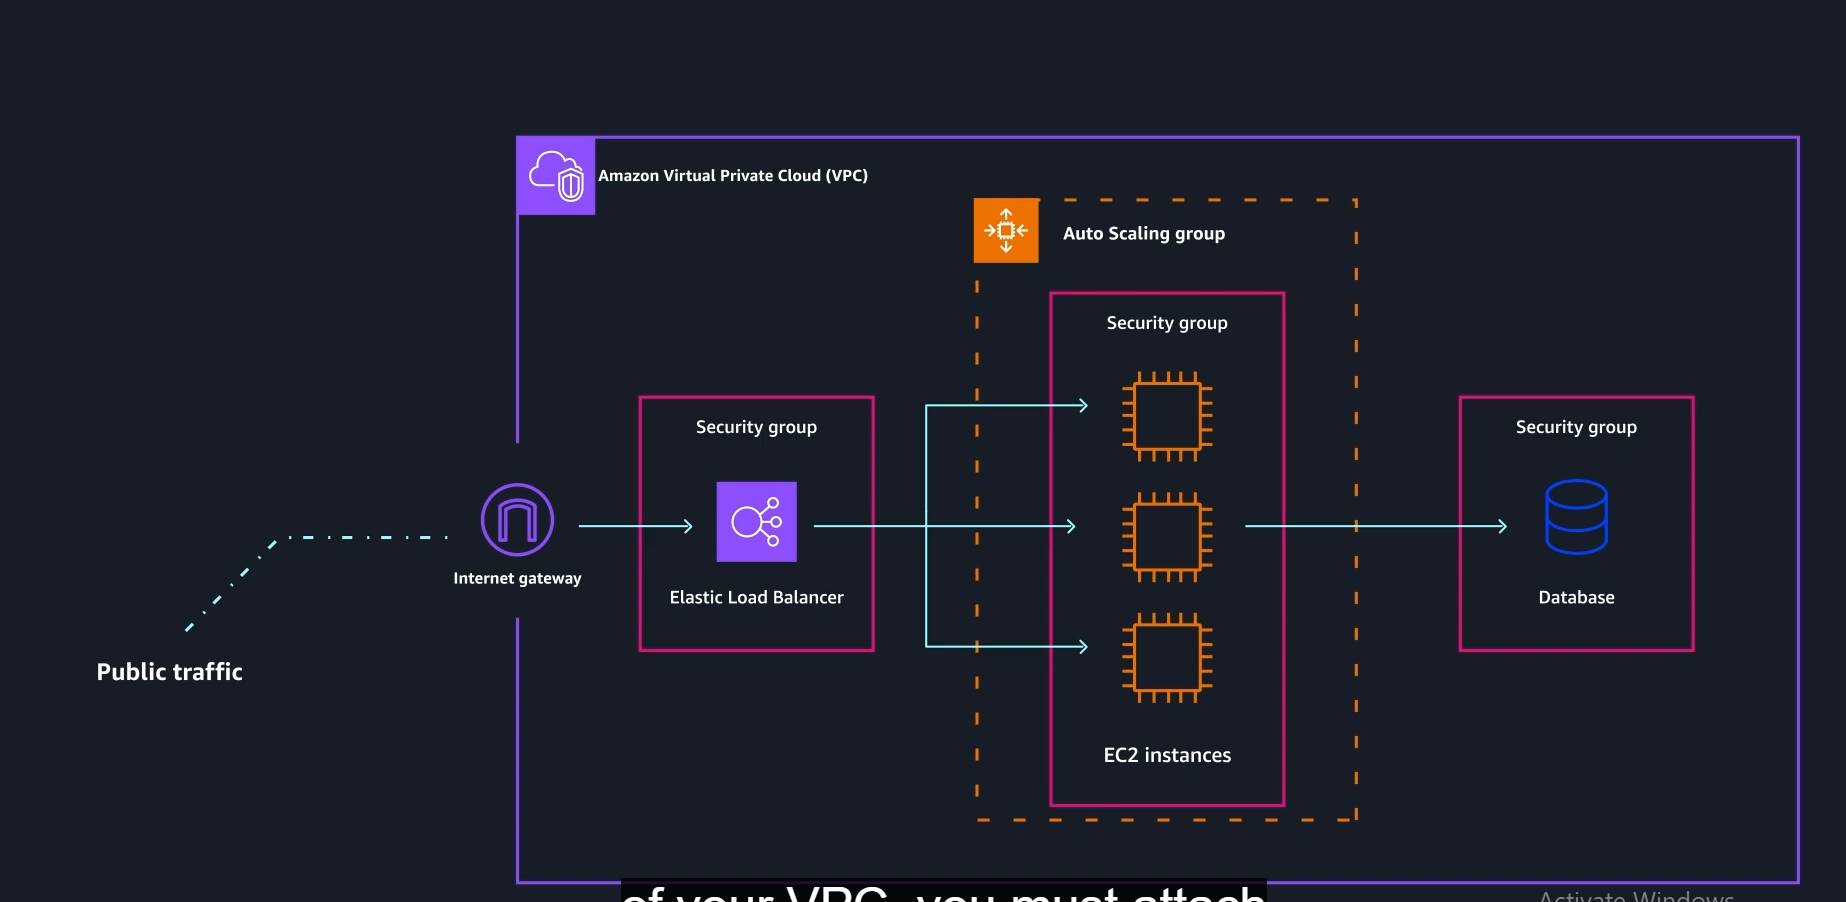 Amazon Virtual Private Cloud (VPC)
Auto Scaling group
Security group
Security group
Security group
Internet gateway
Elastic Load Balancer
Database
Public traffic
EC2 instances
of your VPC, you must attach
Activate Windows